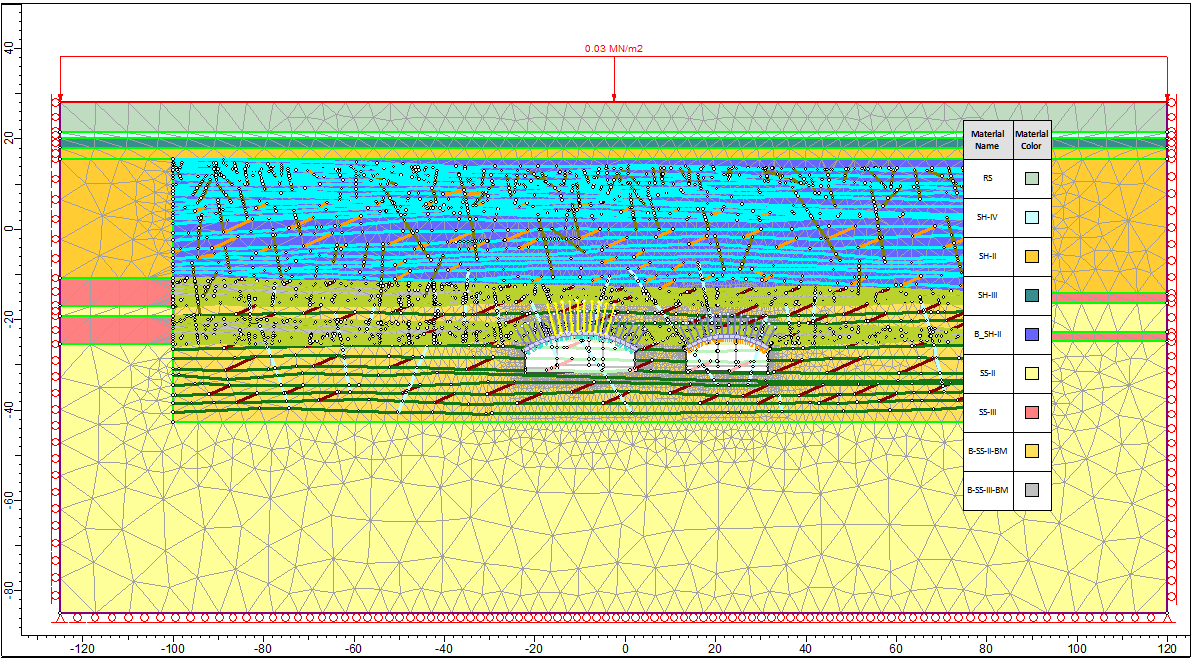 0.03 MN/m2
40
20
0
-20
-40
-60
-80
Material Name Material Color
RS
SH-IV
SH-II
SH-III
B_SH-II
SS-II
SS-III
B-SS-II-BM
B-SS-III-BM
-120 -100 -80 -60 -40 -20 0 20 40 60 80 100 120